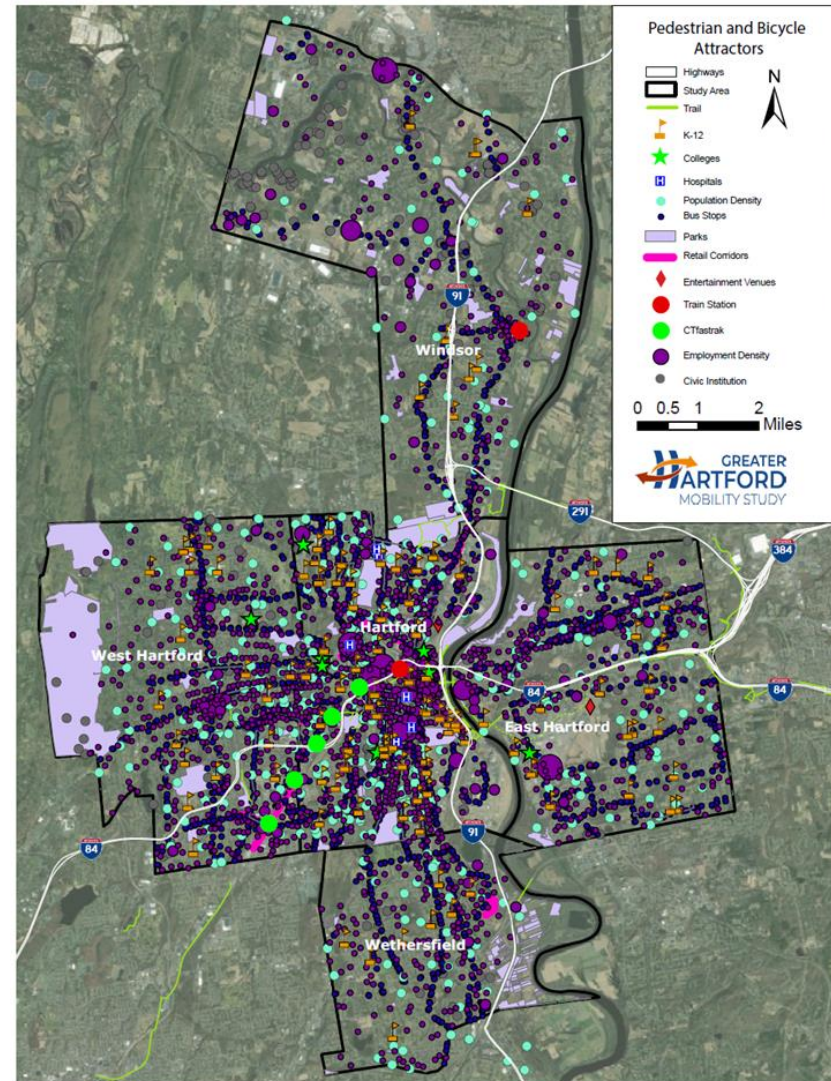 Pedestrian and Bicycle
Attractors
Highways
Study Area
Trail
K-12
Colleges
Hospitals
Population Density
Bus Stops
Parks
Retail Corridors
Entertainment Venues
Train Station
CTfastrak
Employment Density
Civic Institution
N
0 0.5 1 2
Miles
GREATER
HARTFORD
MOBILITY STUDY
91
Windsor
291
384
H
Hartford
H
West Hartford
84
84
H
East Hartford
H
H
91
84
Wethersfield